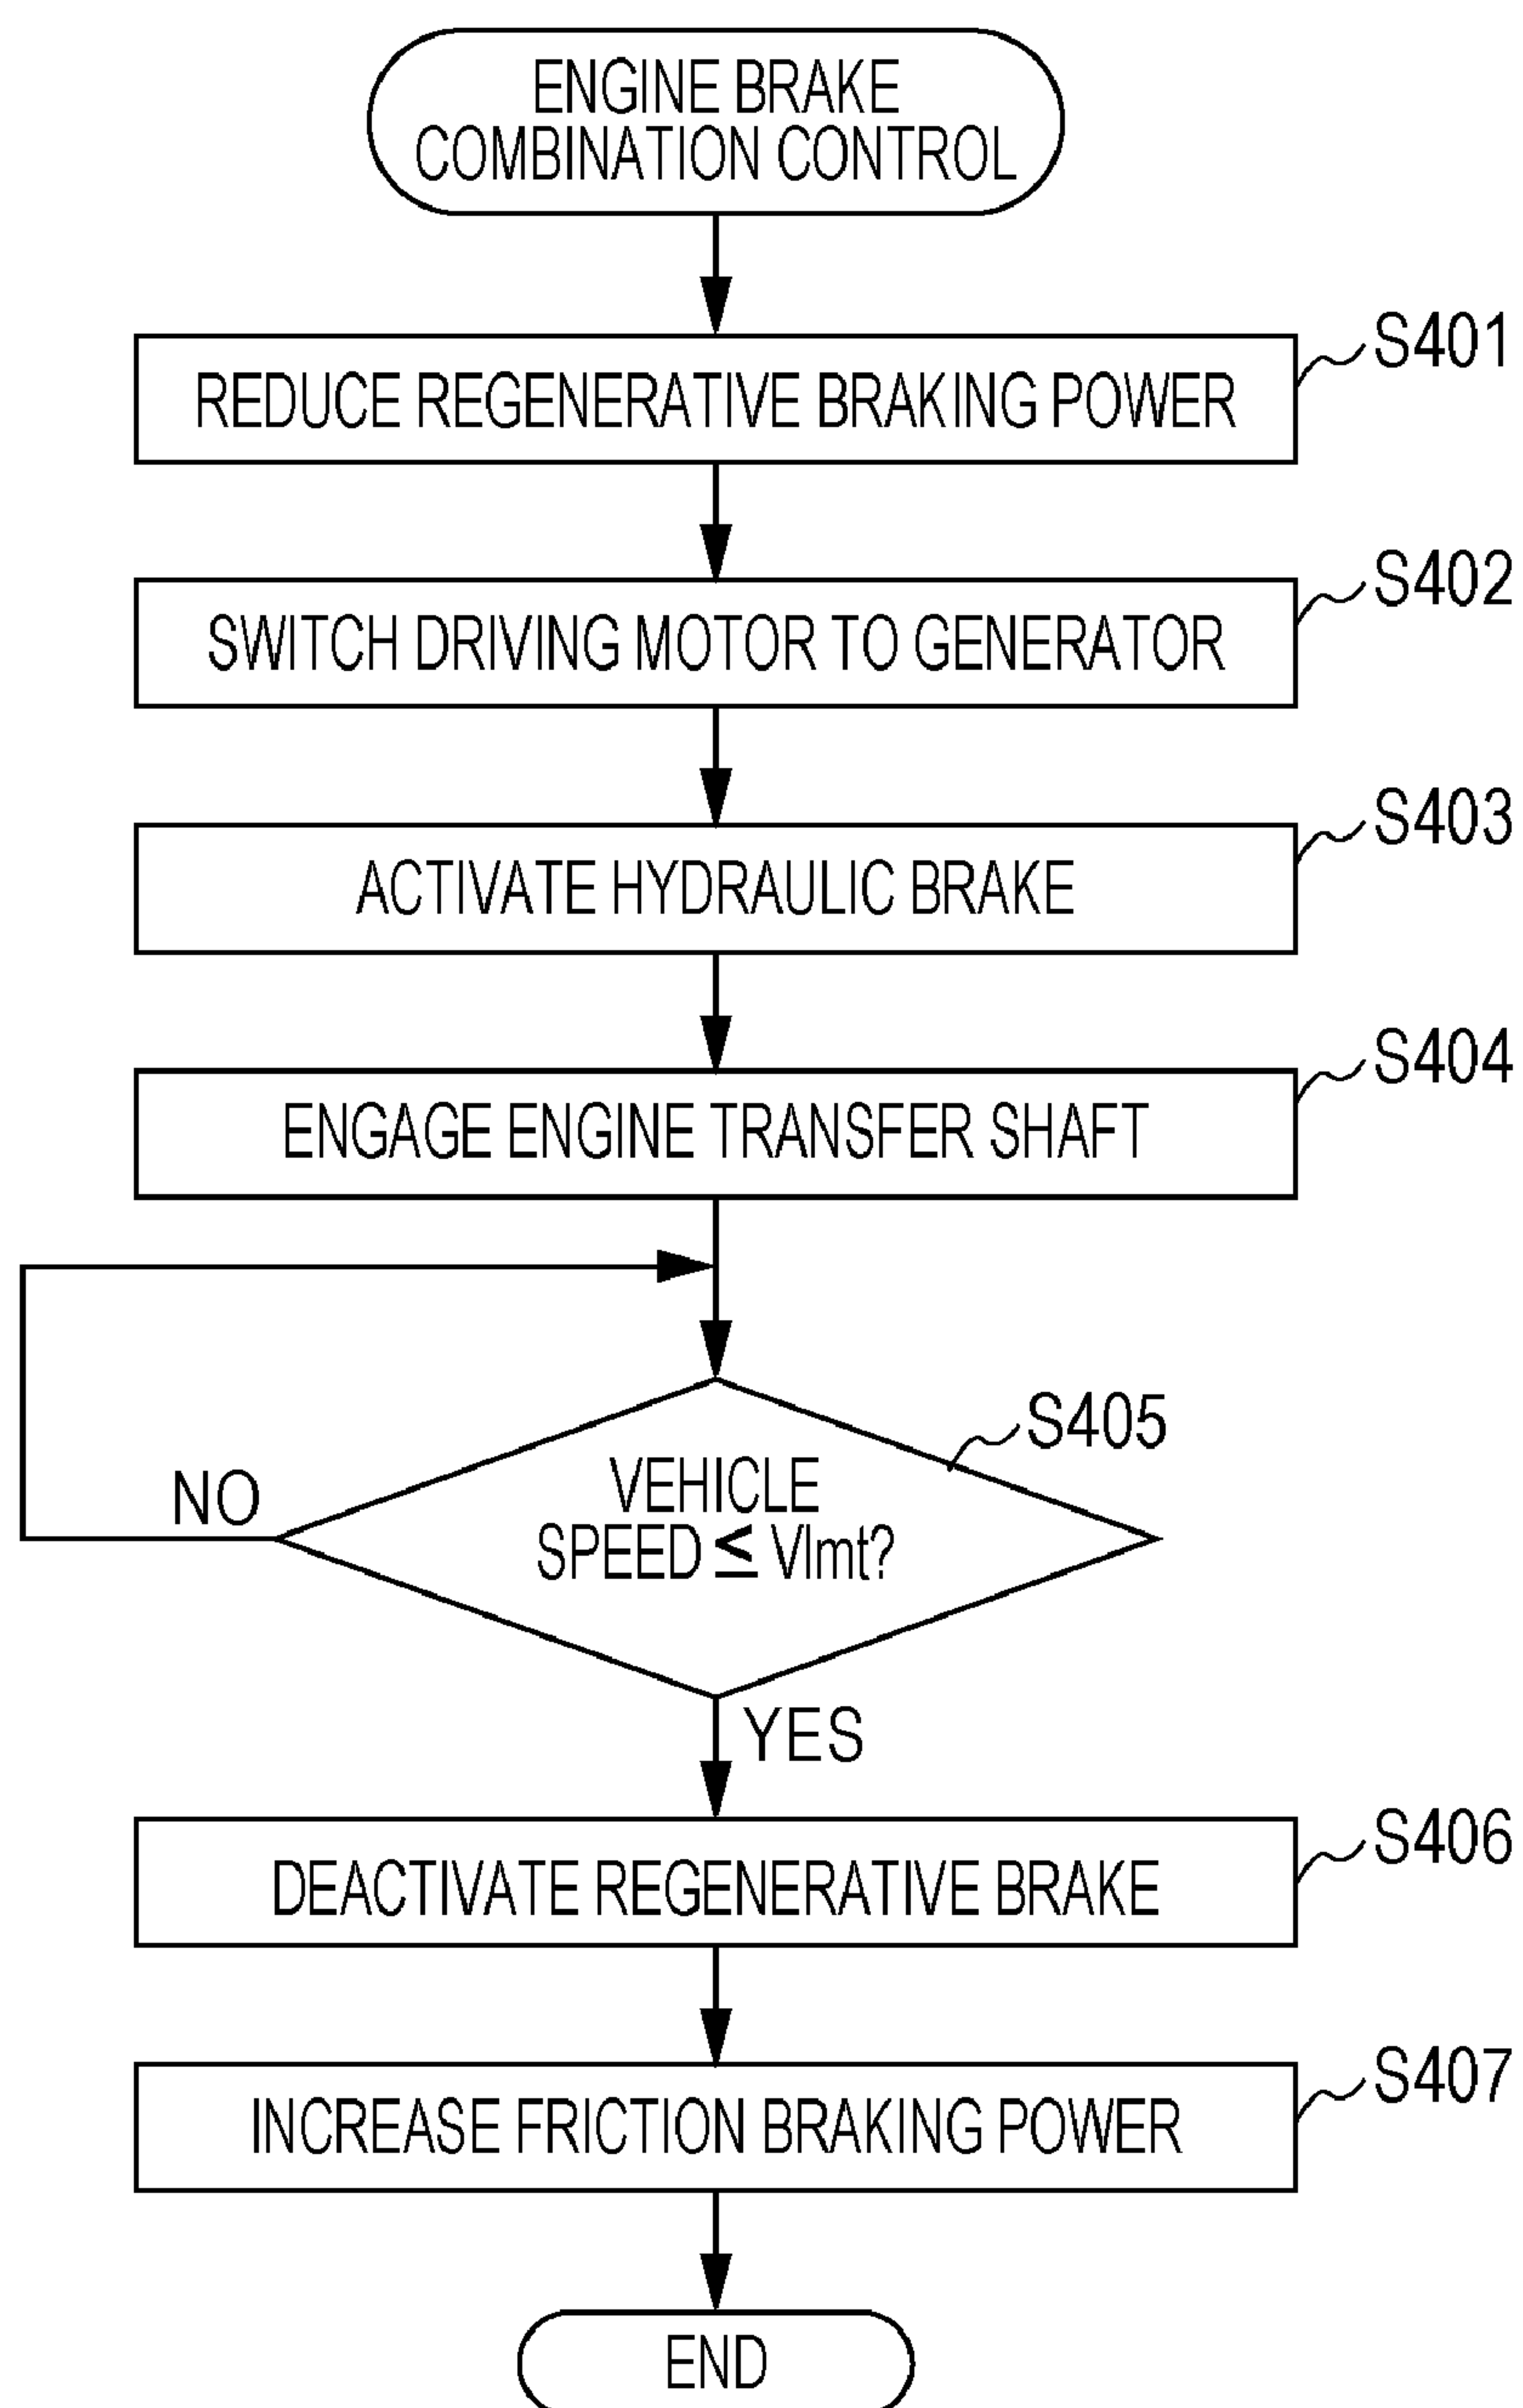 ENGINE BRAKE
COMBINATION CONTROL
S401
REDUCE REGENERATIVE BRAKING POWER
S402
SWITCH DRIVING MOTOR TO GENERATOR
S403
ACTIVATE HYDRAULIC BRAKE
S404
ENGAGE ENGINE TRANSFER SHAFT
S405
VEHICLE
SPEED ≤ Vlmt?
NO
YES
S406
DEACTIVATE REGENERATIVE BRAKE
S407
INCREASE FRICTION BRAKING POWER
END